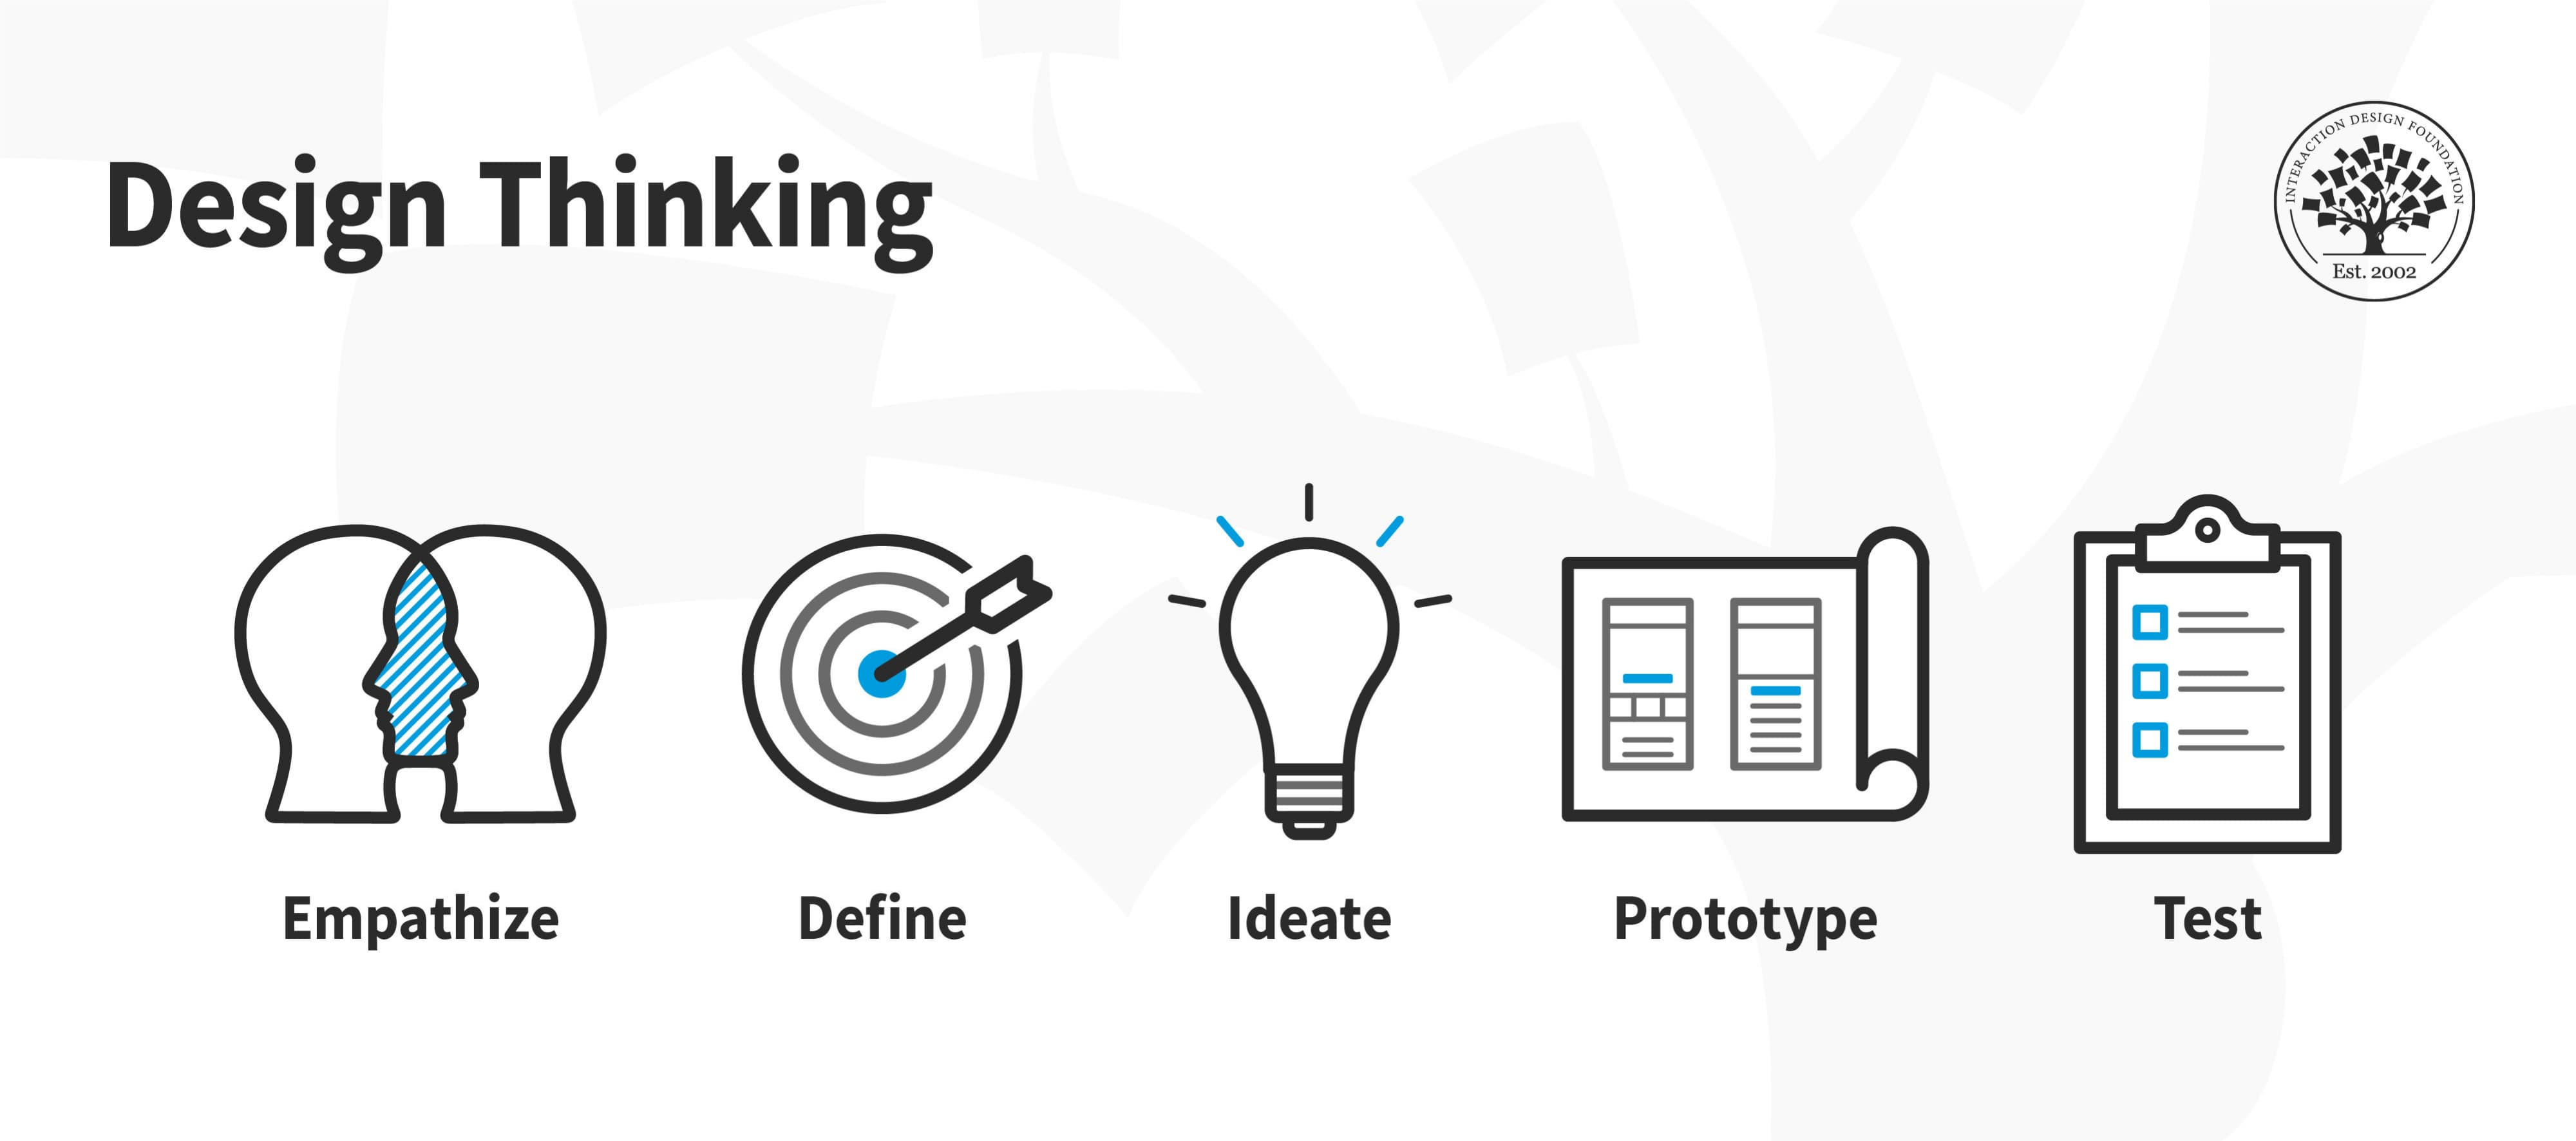 Design Thinking
INTERACTION DESIGN FOUNDATION
Est. 2002
Empathize
Define
Ideate
Prototype
Test